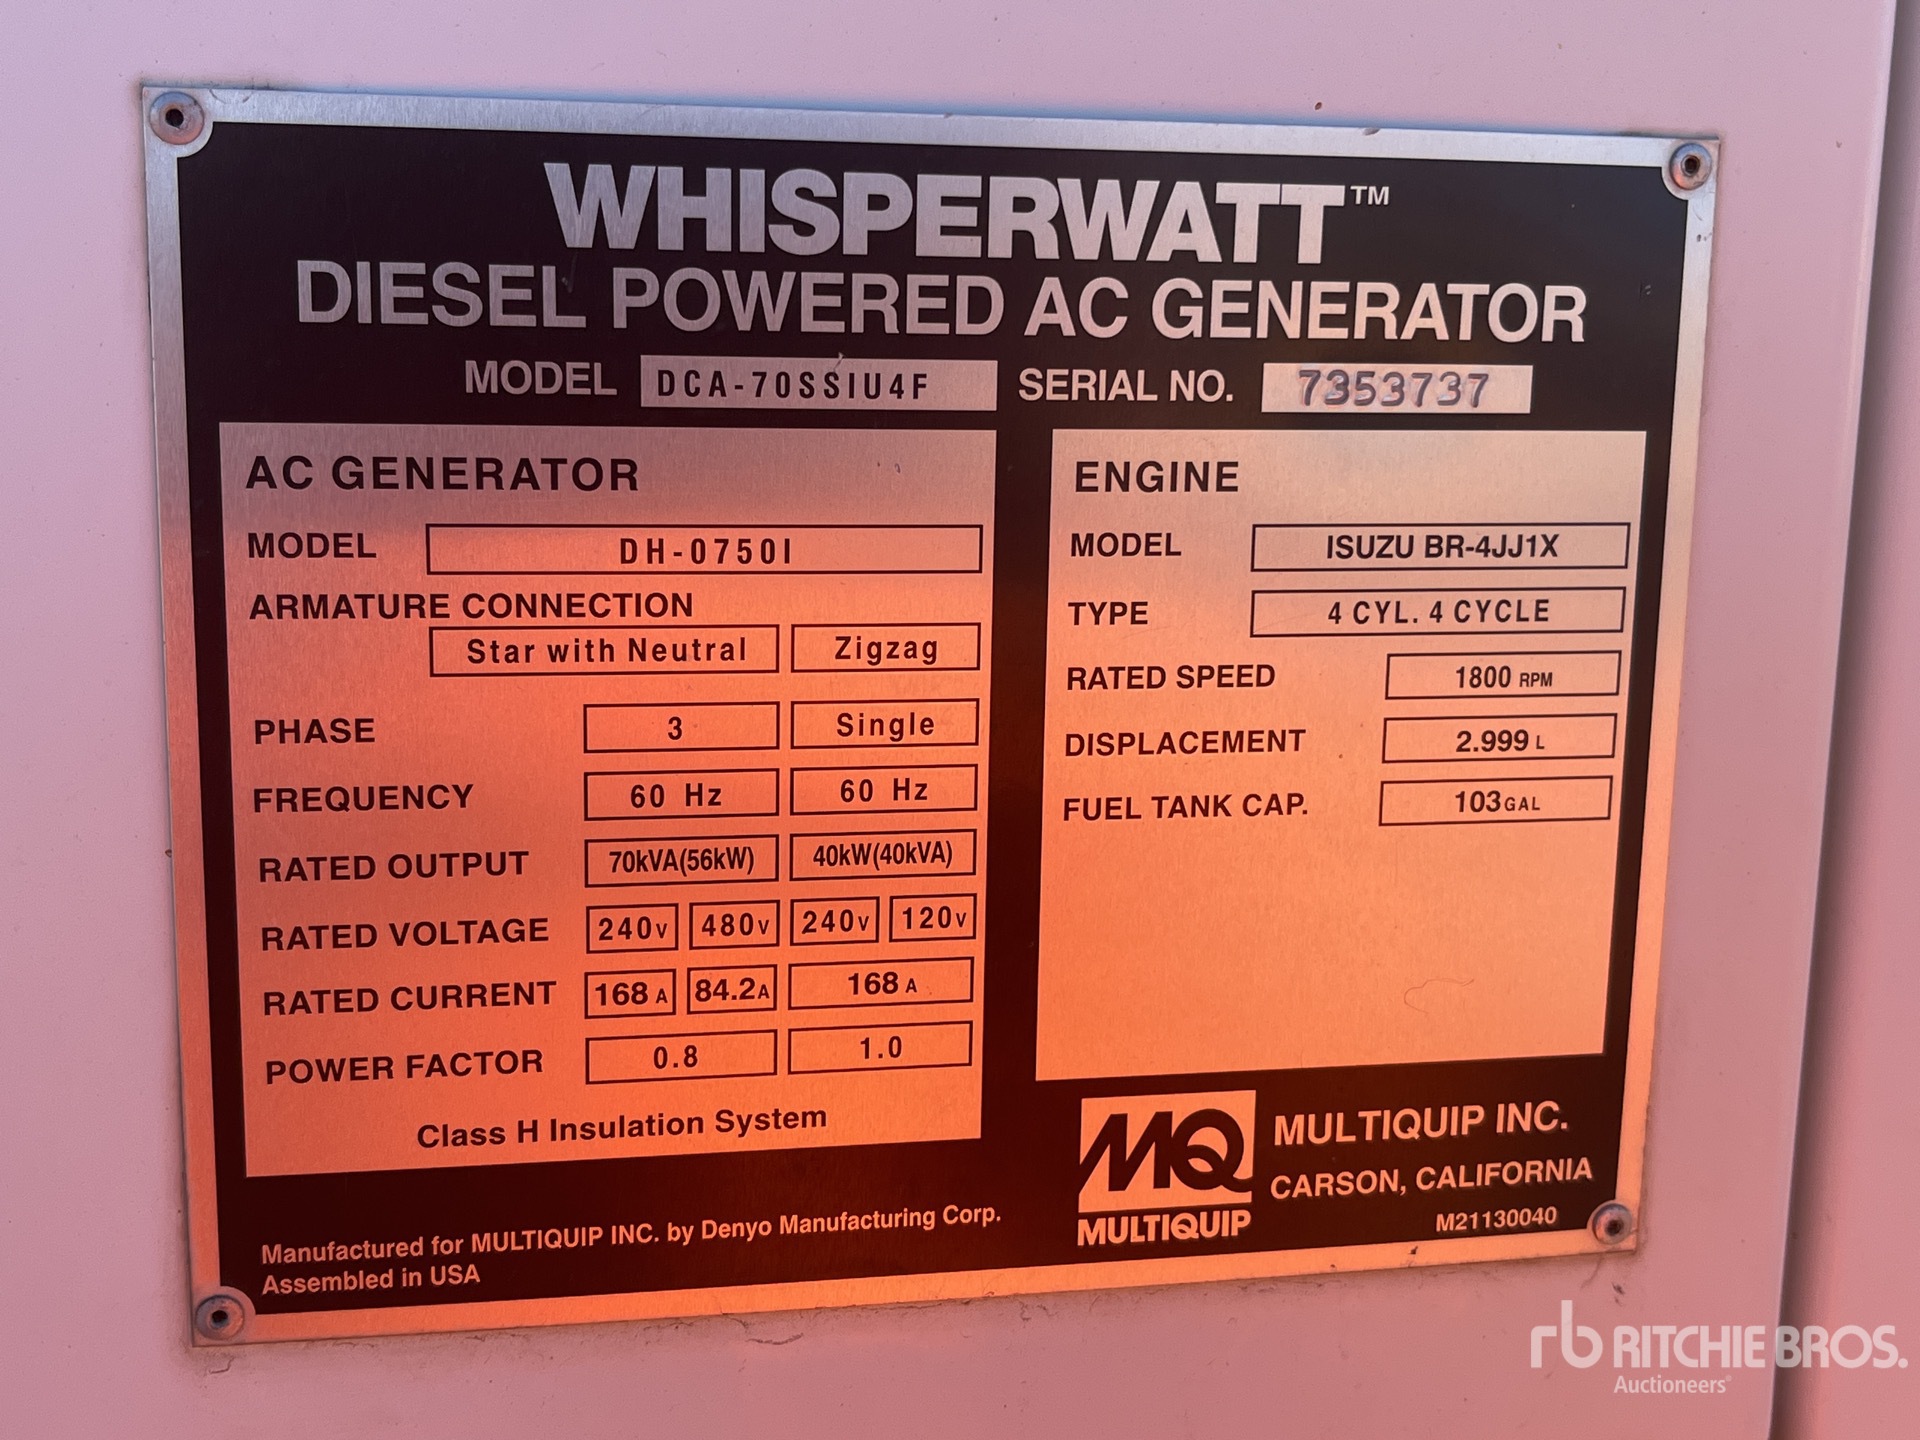 WHISPERWATT™
DIESEL POWERED AC GENERATOR
MODEL DCA-70SSIU4F SERIAL NO. 7353737
AC GENERATOR
MODEL DH-0750I
ARMATURE CONNECTION
Star with Neutral Zigzag
PHASE 3 Single
FREQUENCY 60 Hz 60 Hz
RATED OUTPUT 70kVA(56kW) 40kW(40kVA)
RATED VOLTAGE 240V 480V 240V 120V
RATED CURRENT 168 A 84.2A 168 A
POWER FACTOR 0.8 1.0
Class H Insulation System
ENGINE
MODEL ISUZU BR-4JJ1X
TYPE 4 CYL. 4 CYCLE
RATED SPEED 1800 RPM
DISPLACEMENT 2.999 L
FUEL TANK CAP. 103GAL
Manufactured for MULTIQUIP INC. by Denyo Manufacturing Corp.
Assembled in USA
MQ
MULTIQUIP
MULTIQUIP INC.
CARSON, CALIFORNIA
M21130040
rb RITCHIE BROS.
Auctioneers®